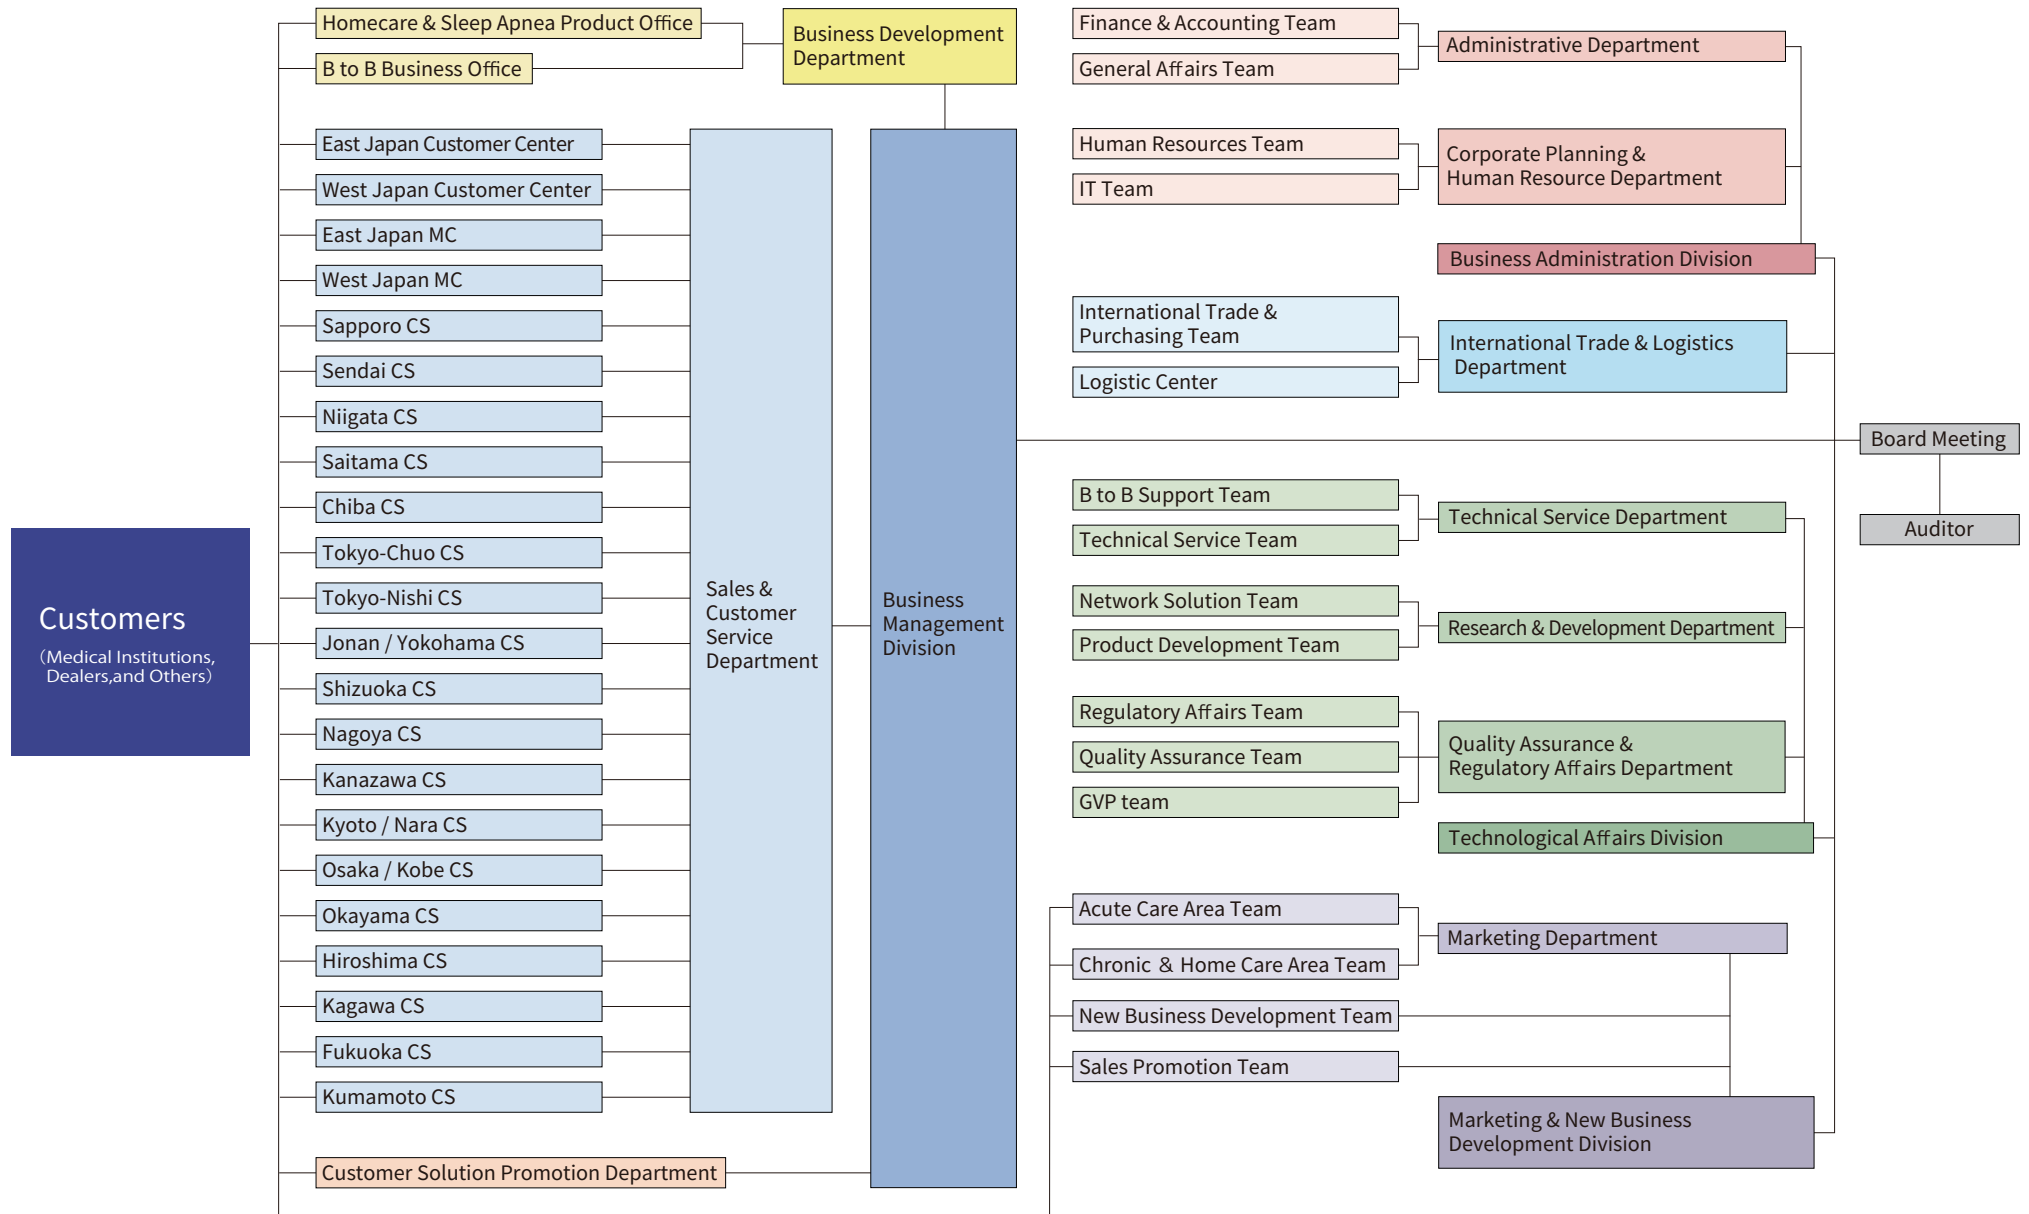 Homecare & Sleep Apnea Product Office
B to B Business Office
Business Development
Department
East Japan Customer Center
West Japan Customer Center
East Japan MC
West Japan MC
Sapporo CS
Sendai CS
Niigata CS
Saitama CS
Chiba CS
Tokyo-Chuo CS
Tokyo-Nishi CS
Jonan / Yokohama CS
Shizuoka CS
Nagoya CS
Kanazawa CS
Kyoto / Nara CS
Osaka / Kobe CS
Okayama CS
Hiroshima CS
Kagawa CS
Fukuoka CS
Kumamoto CS
Customer Solution Promotion Department
Customers
（Medical Institutions,
Dealers,and Others）
Sales &
Customer
Service
Department
Business
Management
Division
Finance & Accounting Team
General Affairs Team
Administrative Department
Human Resources Team
IT Team
Corporate Planning &
Human Resource Department
Business Administration Division
International Trade &
Purchasing Team
Logistic Center
International Trade & Logistics
Department
Board Meeting
Auditor
B to B Support Team
Technical Service Team
Technical Service Department
Network Solution Team
Product Development Team
Research & Development Department
Regulatory Affairs Team
Quality Assurance Team
GVP team
Quality Assurance &
Regulatory Affairs Department
Technological Affairs Division
Acute Care Area Team
Chronic & Home Care Area Team
Marketing Department
New Business Development Team
Sales Promotion Team
Marketing & New Business
Development Division